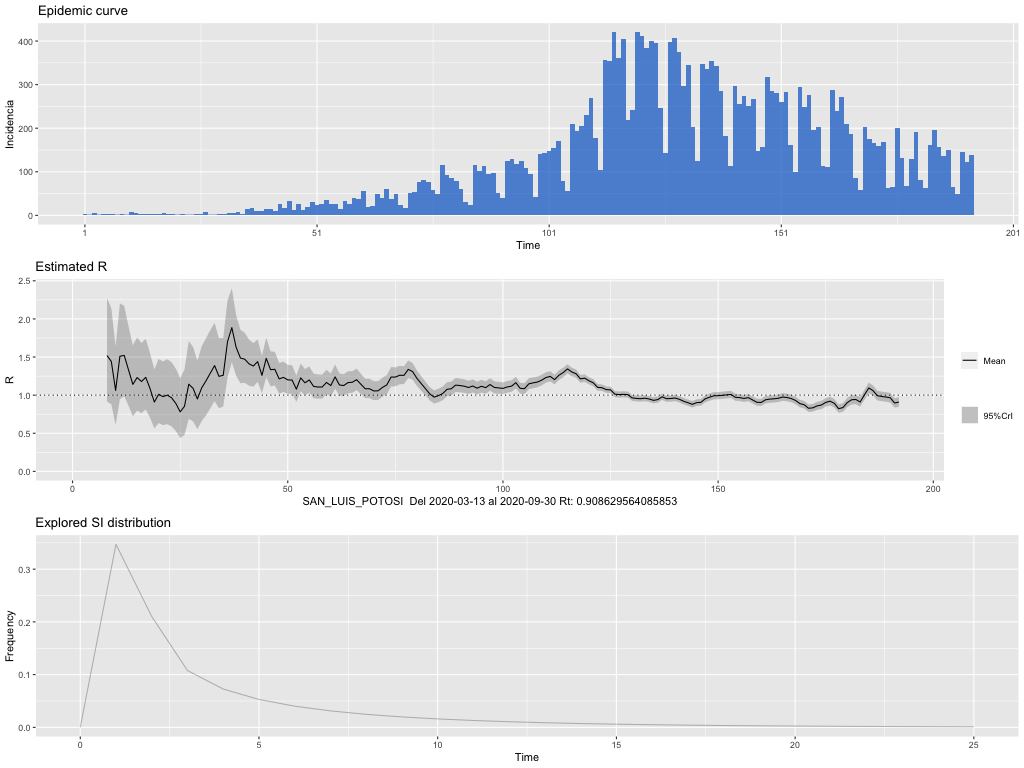 Epidemic curve
400
300
200
100
0
Incidencia
1 51 101 151 201
Time
Estimated R
2.5
2.0
1.5
1.0
0.5
0.0
R
Mean
95%CrI
0 50 100 150 200
SAN_LUIS_POTOSI Del 2020-03-13 al 2020-09-30 Rt: 0.908629564085853
Explored SI distribution
0.3
0.2
0.1
0.0
Frequency
0 5 10 15 20 25
Time